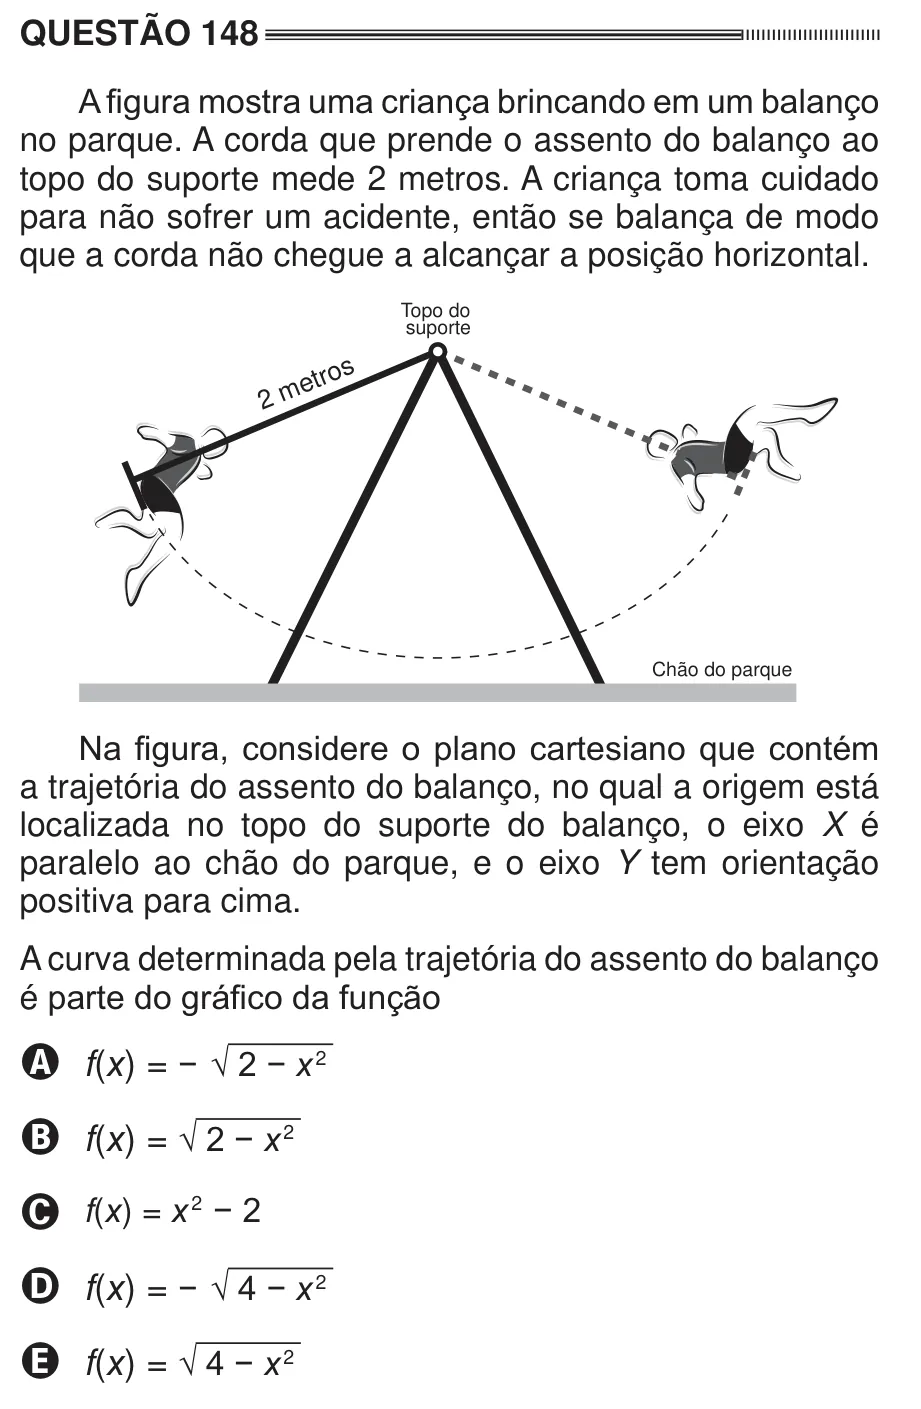 QUESTÃO 148
A figura mostra uma criança brincando em um balanço
no parque. A corda que prende o assento do balanço ao
topo do suporte mede 2 metros. A criança toma cuidado
para não sofrer um acidente, então se balança de modo
que a corda não chegue a alcançar a posição horizontal.
Topo do
suporte
2 metros
Chão do parque
Na figura, considere o plano cartesiano que contém
a trajetória do assento do balanço, no qual a origem está
localizada no topo do suporte do balanço, o eixo X é
paralelo ao chão do parque, e o eixo Y tem orientação
positiva para cima.
A curva determinada pela trajetória do assento do balanço
é parte do gráfico da função
A f(x) = − √(2 − x²)
B f(x) = √(2 − x²)
C f(x) = x² − 2
D f(x) = − √(4 − x²)
E f(x) = √(4 − x²)